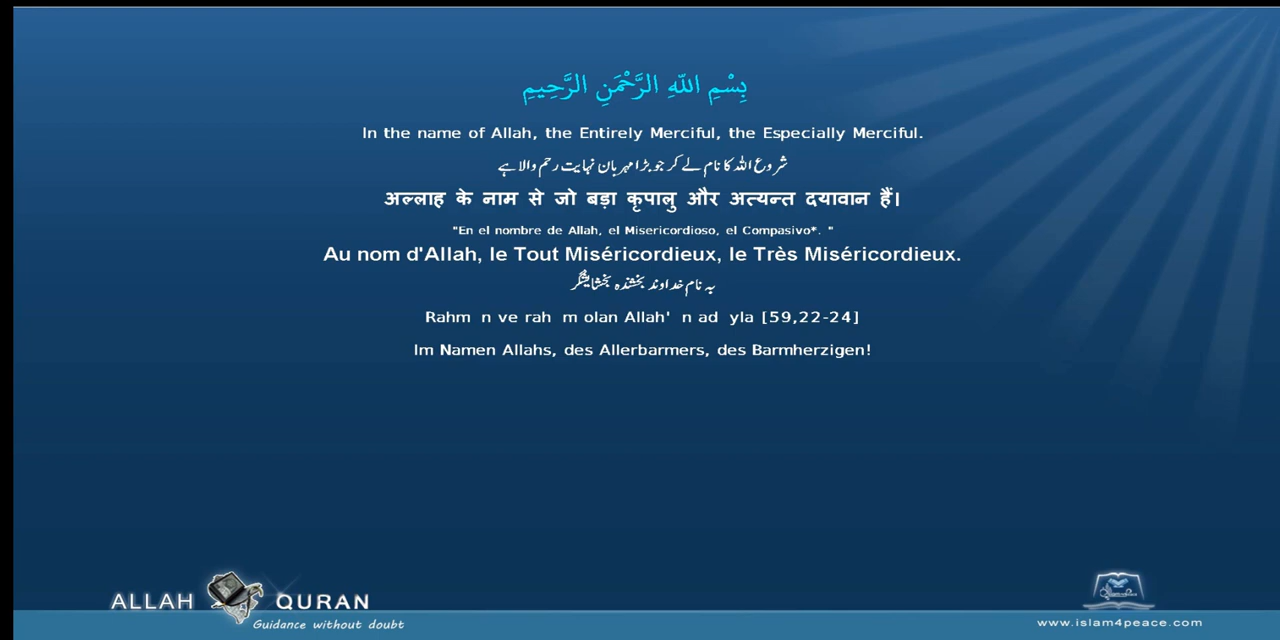 بِسْمِ اللّهِ الرَّحْمَنِ الرَّحِيمِ
In the name of Allah, the Entirely Merciful, the Especially Merciful.
شروع الله کا نام لے کر جو بڑا مہربان نہایت رحم والا ہے
अल्लाह के नाम से जो बड़ा कृपालु और अत्यन्त दयावान हैं।
"En el nombre de Allah, el Misericordioso, el Compasivo*. "
Au nom d'Allah, le Tout Miséricordieux, le Très Miséricordieux.
به نام خداوند بخشنده بخشایشگر
Rahm n ve rah m olan Allah' n ad yla [59,22-24]
Im Namen Allahs, des Allerbarmers, des Barmherzigen!
ALLAH QURAN
Guidance without doubt
www.islam4peace.com